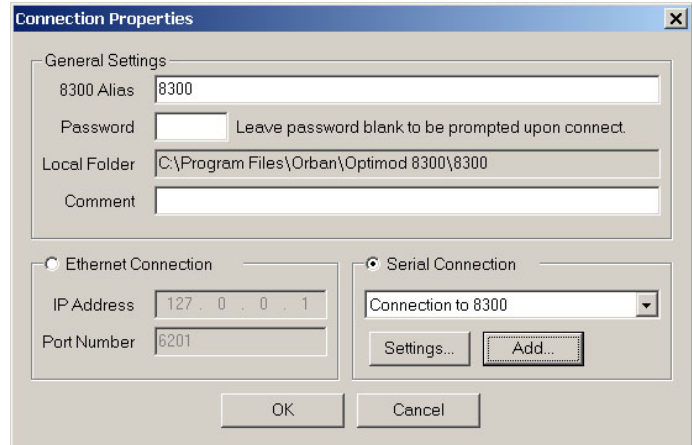 Connection Properties
General Settings
8300 Alias 8300
Password Leave password blank to be prompted upon connect.
Local Folder C:\Program Files\Orban\Optimod 8300\8300
Comment
Ethernet Connection
IP Address 127 . 0 . 0 . 1
Port Number 6201
Serial Connection
Connection to 8300
Settings... Add...
OK Cancel